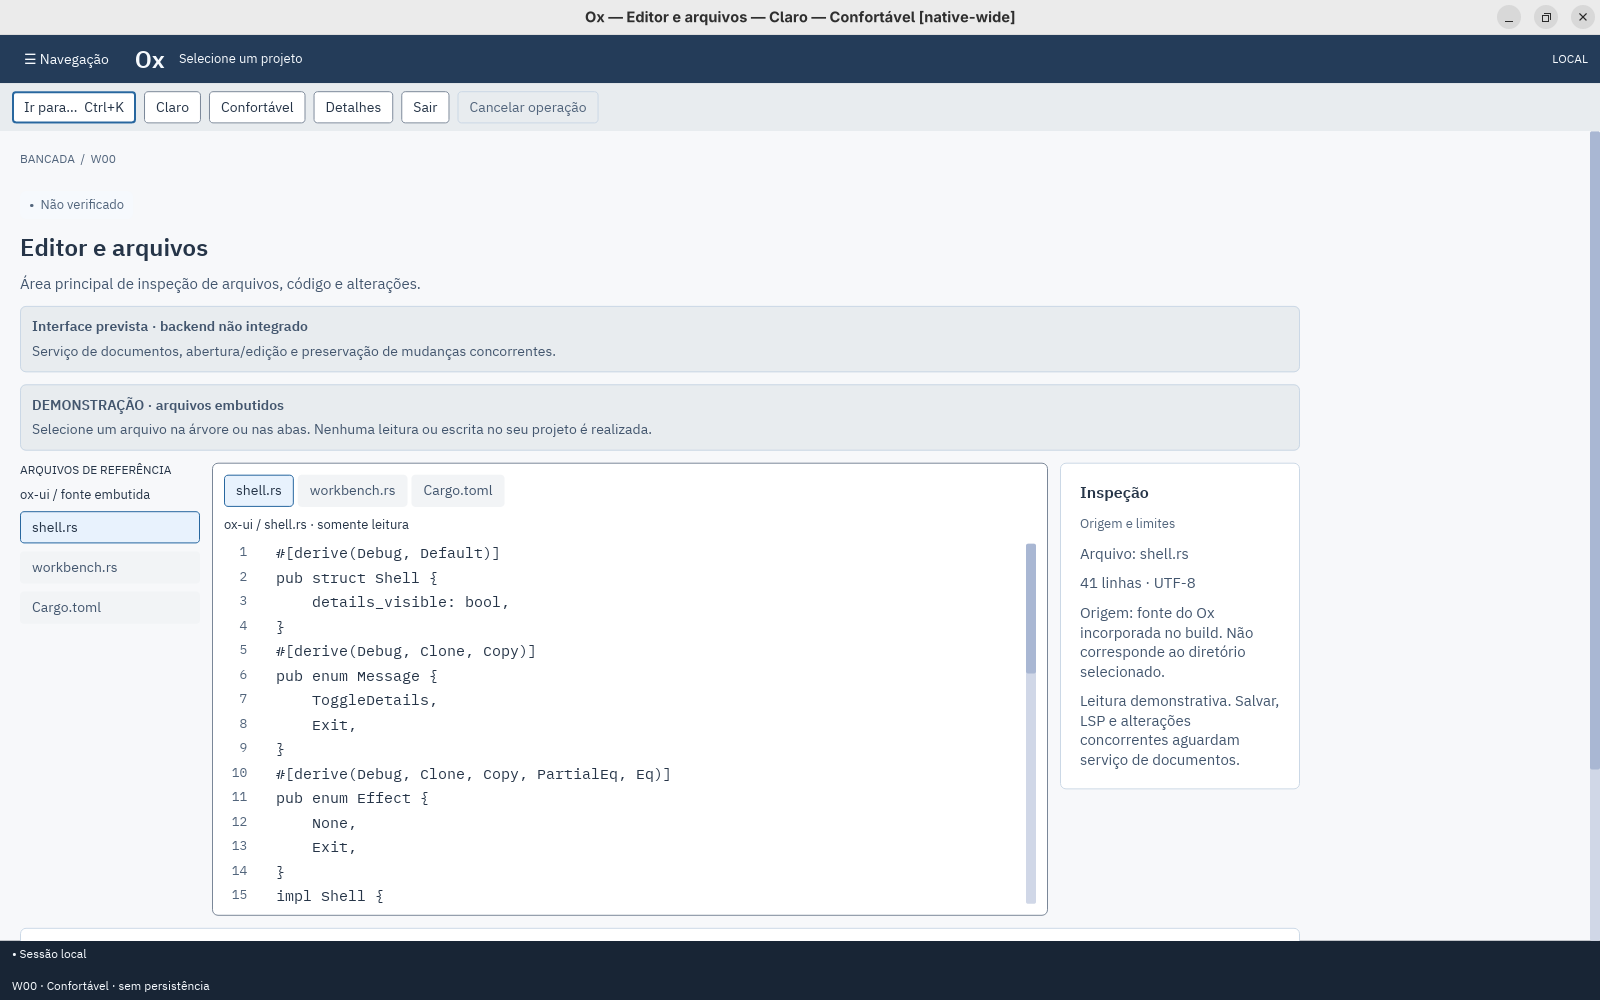 Ox — Editor e arquivos — Claro — Confortável [native-wide]
☰ Navegação Ox Selecione um projeto LOCAL
Ir para... Ctrl+K Claro Confortável Detalhes Sair Cancelar operação
BANCADA / W00
• Não verificado
Editor e arquivos
Área principal de inspeção de arquivos, código e alterações.
Interface prevista · backend não integrado
Serviço de documentos, abertura/edição e preservação de mudanças concorrentes.
DEMONSTRAÇÃO · arquivos embutidos
Selecione um arquivo na árvore ou nas abas. Nenhuma leitura ou escrita no seu projeto é realizada.
ARQUIVOS DE REFERÊNCIA
ox-ui / fonte embutida
shell.rs
workbench.rs
Cargo.toml
shell.rs workbench.rs Cargo.toml
ox-ui / shell.rs · somente leitura
1 #[derive(Debug, Default)]
2 pub struct Shell {
3     details_visible: bool,
4 }
5 #[derive(Debug, Clone, Copy)]
6 pub enum Message {
7     ToggleDetails,
8     Exit,
9 }
10 #[derive(Debug, Clone, Copy, PartialEq, Eq)]
11 pub enum Effect {
12     None,
13     Exit,
14 }
15 impl Shell {
Inspeção
Origem e limites
Arquivo: shell.rs
41 linhas · UTF-8
Origem: fonte do Ox
incorporada no build. Não
corresponde ao diretório
selecionado.
Leitura demonstrativa. Salvar,
LSP e alterações
concorrentes aguardam
serviço de documentos.
• Sessão local
W00 · Confortável · sem persistência